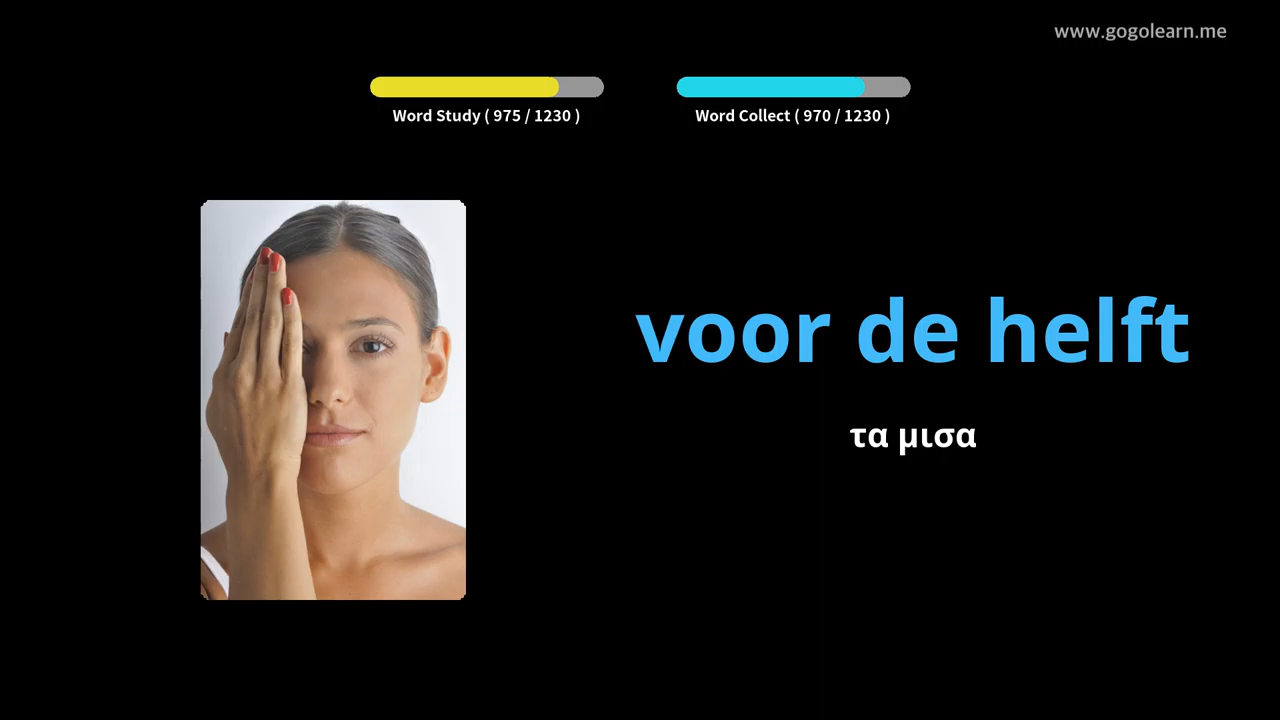 www.gogolearn.me
Word Study ( 975 / 1230 )
Word Collect ( 970 / 1230 )
voor de helft
τα μισα